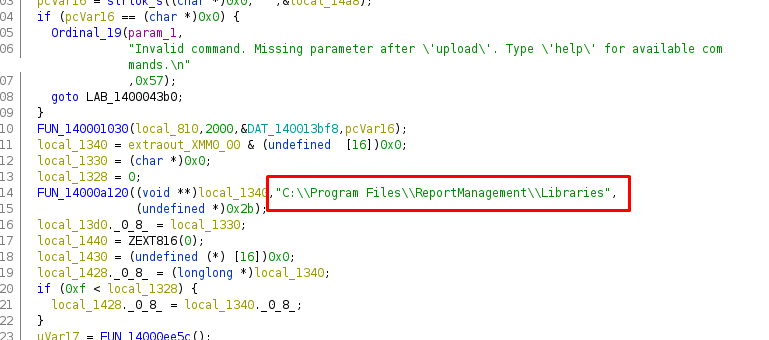 03 pcVar16 = strtok_s((char *)0x0," ",&local_14a8);
04 if (pcVar16 == (char *)0x0) {
05 Ordinal_19(param_1,
06 "Invalid command. Missing parameter after \'upload\'. Type \'help\' for available com
mands.\n"
07 ,0x57);
08 goto LAB_1400043b0;
09 }
10 FUN_140001030(local_810,2000,&DAT_140013bf8,pcVar16);
11 local_1340 = extraout_XMM0_00 & (undefined [16])0x0;
12 local_1330 = (char *)0x0;
13 local_1328 = 0;
14 FUN_14000a120((void **)local_1340,"C:\\Program Files\\ReportManagement\\Libraries",
15 (undefined *)0x2b);
16 local_13d0._0_8_ = local_1330;
17 local_1440 = ZEXT816(0);
18 local_1430 = (undefined (*) [16])0x0;
19 local_1428._0_8_ = (longlong *)local_1340;
20 if (0xf < local_1328) {
21 local_1428._0_8_ = local_1340._0_8_;
22 }
23 uVar17 = FUN_14000ee5c();